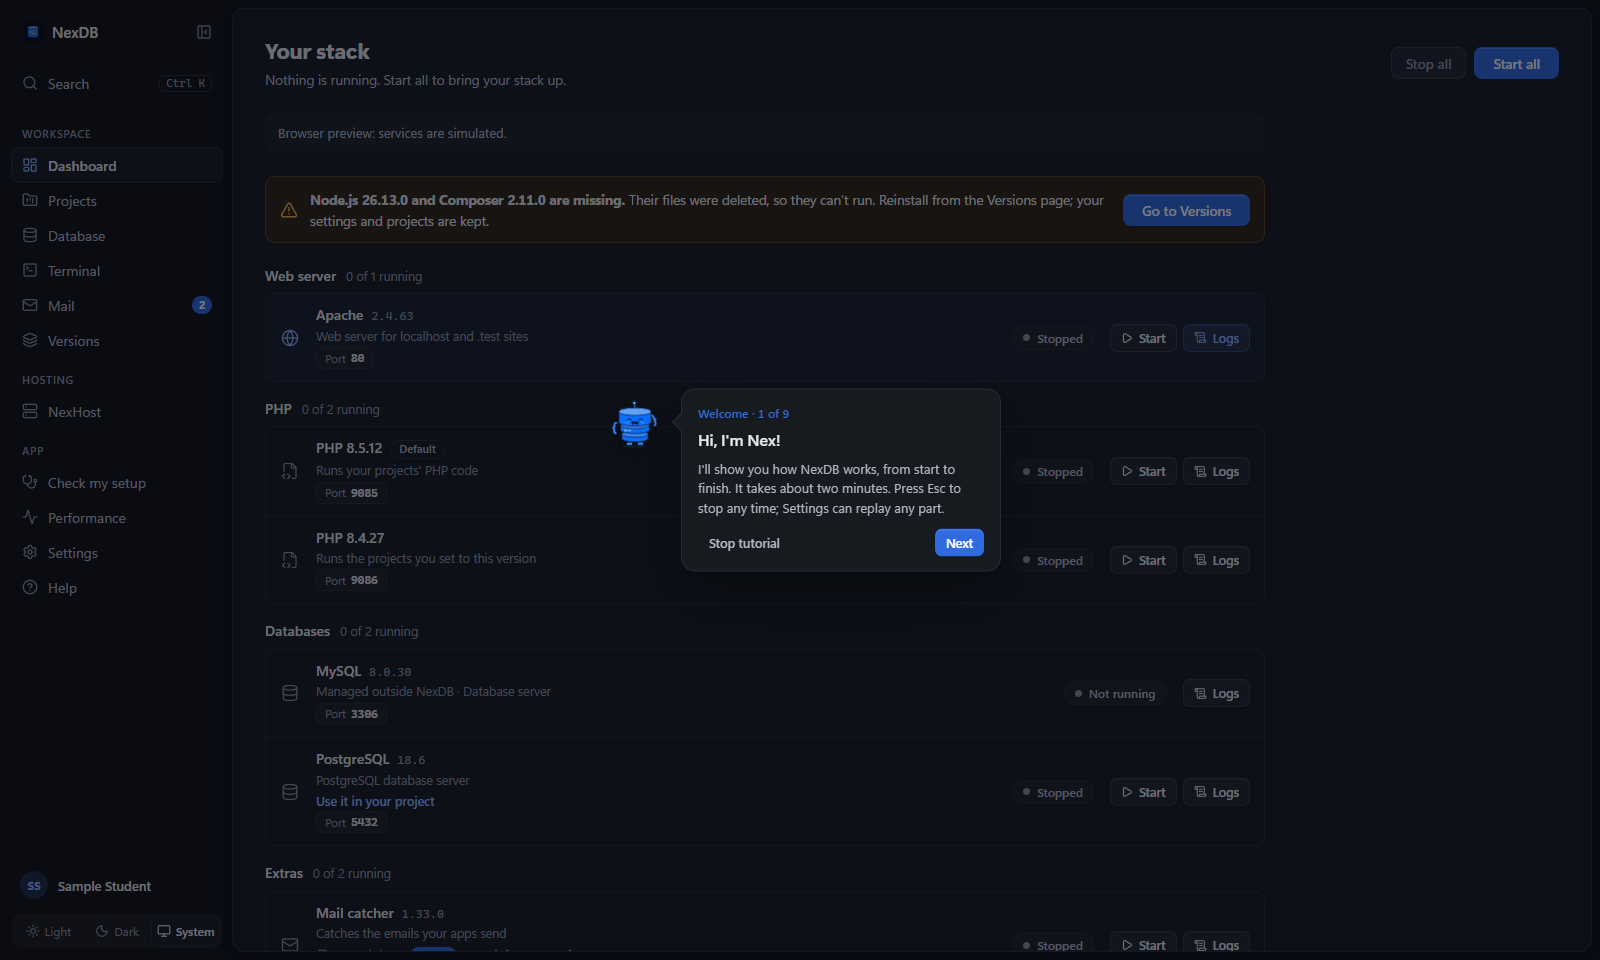 NexDB
Search
Ctrl K
WORKSPACE
Dashboard
Projects
Database
Terminal
Mail
2
Versions
HOSTING
NexHost
APP
Check my setup
Performance
Settings
Help
SS
Sample Student
Light
Dark
System
Your stack
Nothing is running. Start all to bring your stack up.
Stop all
Start all
Browser preview: services are simulated.
Node.js 26.13.0 and Composer 2.11.0 are missing. Their files were deleted, so they can't run. Reinstall from the Versions page; your
settings and projects are kept.
Go to Versions
Web server 0 of 1 running
Apache 2.4.63
Web server for localhost and .test sites
Port 80
Stopped
Start
Logs
PHP 0 of 2 running
PHP 8.5.12 Default
Runs your projects' PHP code
Port 9085
Stopped
Start
Logs
PHP 8.4.27
Runs the projects you set to this version
Port 9086
Stopped
Start
Logs
Welcome · 1 of 9
Hi, I'm Nex!
I'll show you how NexDB works, from start to
finish. It takes about two minutes. Press Esc to
stop any time; Settings can replay any part.
Stop tutorial
Next
Databases 0 of 2 running
MySQL 8.0.30
Managed outside NexDB · Database server
Port 3306
Not running
Logs
PostgreSQL 18.6
PostgreSQL database server
Use it in your project
Port 5432
Stopped
Start
Logs
Extras 0 of 2 running
Mail catcher 1.33.0
Catches the emails your apps send
Stopped
Start
Logs